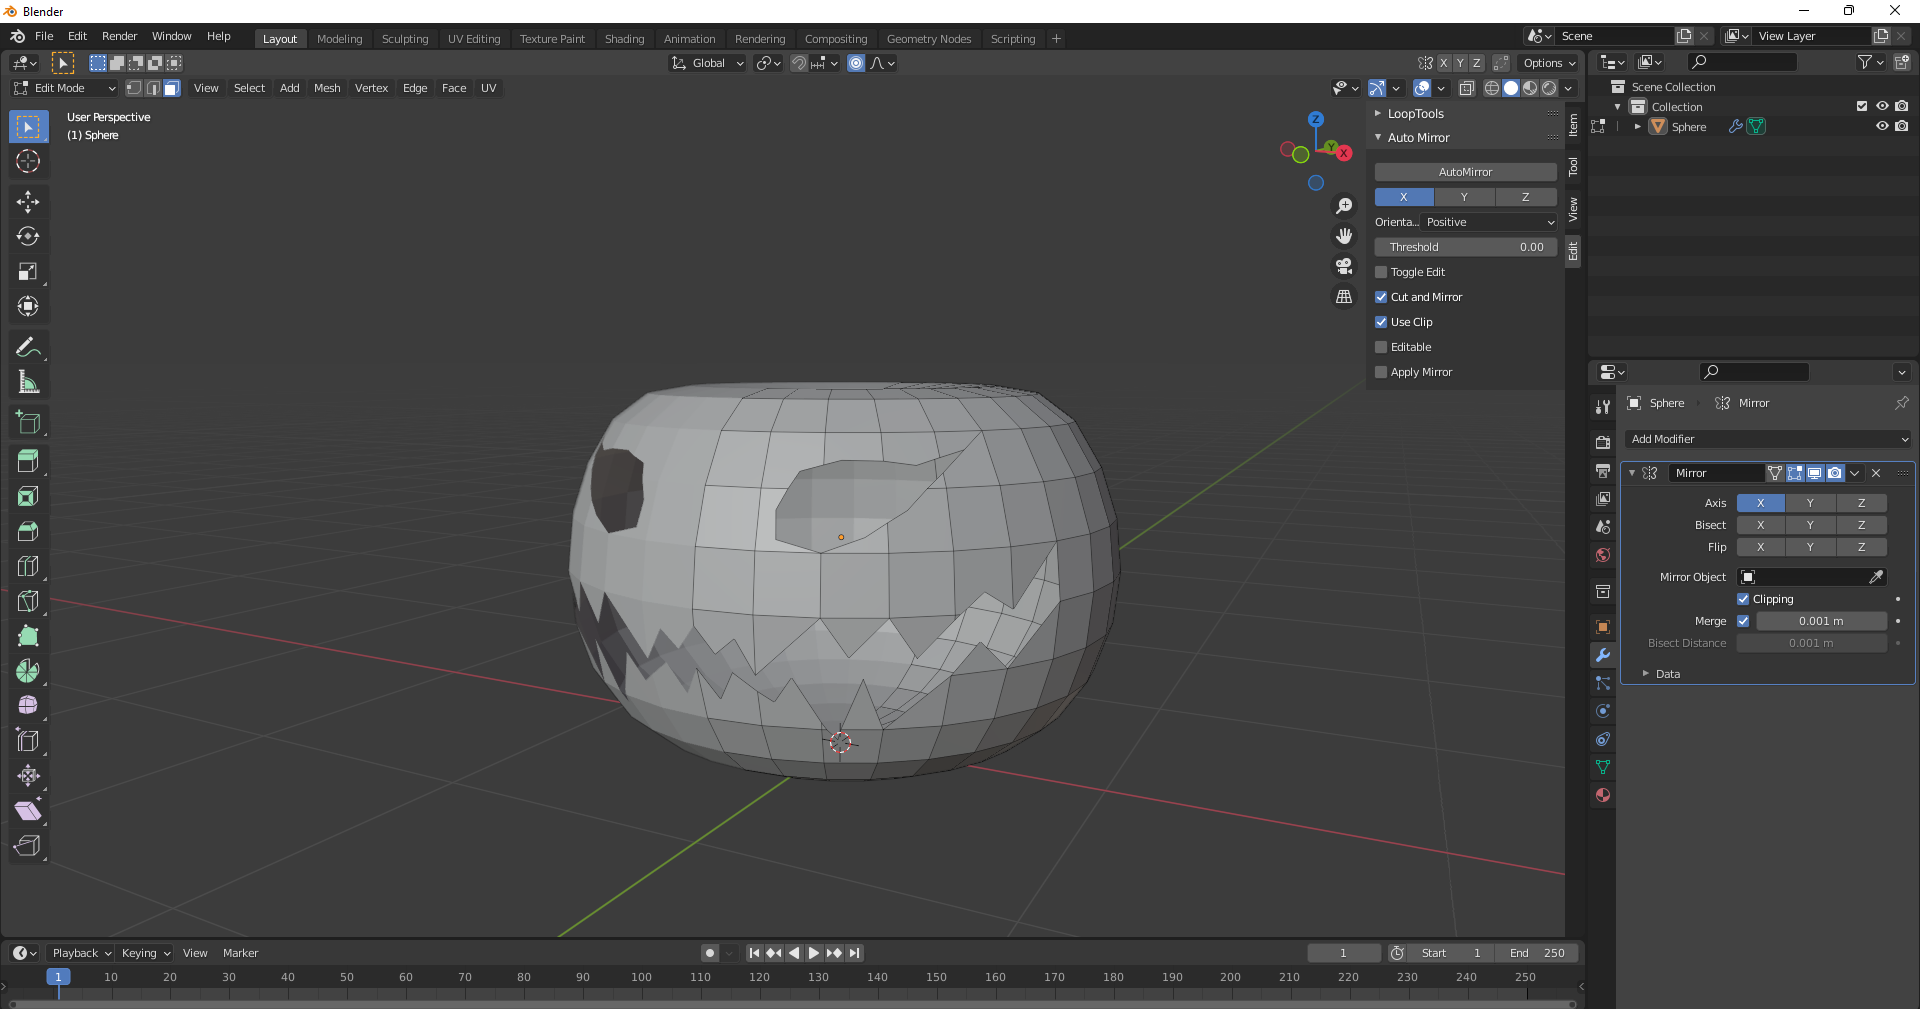 Blender
File Edit Render Window Help Layout Modeling Sculpting UV Editing Texture Paint Shading Animation Rendering Compositing Geometry Nodes Scripting + Scene View Layer
Global X Y Z Options
Edit Mode View Select Add Mesh Vertex Edge Face UV
User Perspective
(1) Sphere
Z
Y
X
LoopTools
Auto Mirror
AutoMirror
X Y Z
Orienta... Positive
Threshold 0.00
Toggle Edit
Cut and Mirror
Use Clip
Editable
Apply Mirror
Item
Tool
View
Edit
Scene Collection
Collection
Sphere
Sphere Mirror
Add Modifier
Mirror
Axis X Y Z
Bisect X Y Z
Flip X Y Z
Mirror Object
Clipping
Merge 0.001 m
Bisect Distance 0.001 m
Data
Playback Keying View Marker 1 Start 1 End 250
1 10 20 30 40 50 60 70 80 90 100 110 120 130 140 150 160 170 180 190 200 210 220 230 240 250